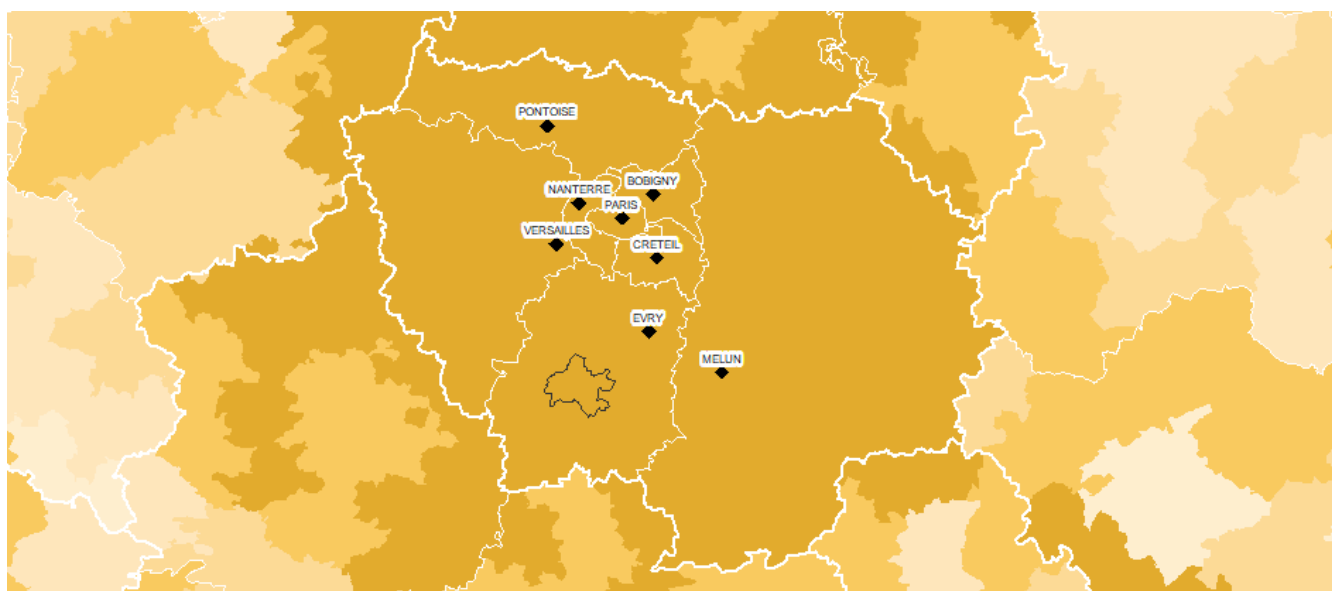 PONTOISE
BOBIGNY
NANTERRE
PARIS
VERSAILLES
CRETEIL
EVRY
MELUN